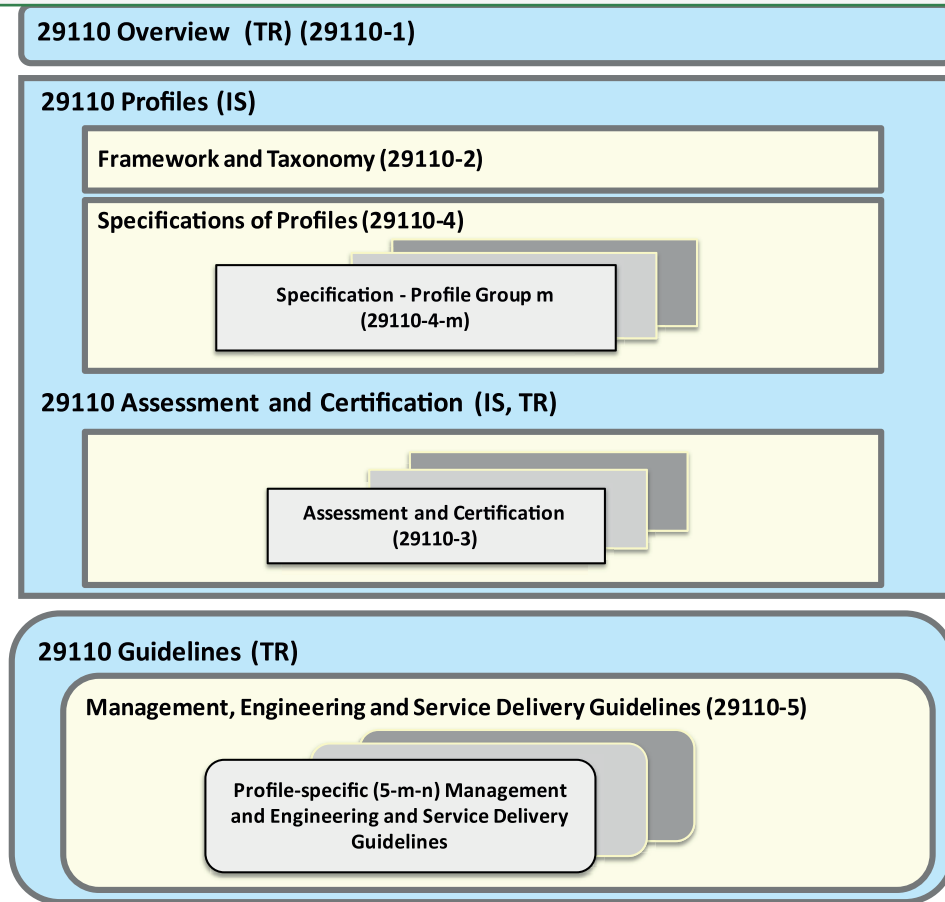 29110 Overview (TR) (29110-1)
29110 Profiles (IS)
Framework and Taxonomy (29110-2)
Specifications of Profiles (29110-4)
Specification - Profile Group m
(29110-4-m)
29110 Assessment and Certification (IS, TR)
Assessment and Certification
(29110-3)
29110 Guidelines (TR)
Management, Engineering and Service Delivery Guidelines (29110-5)
Profile-specific (5-m-n) Management
and Engineering and Service Delivery
Guidelines